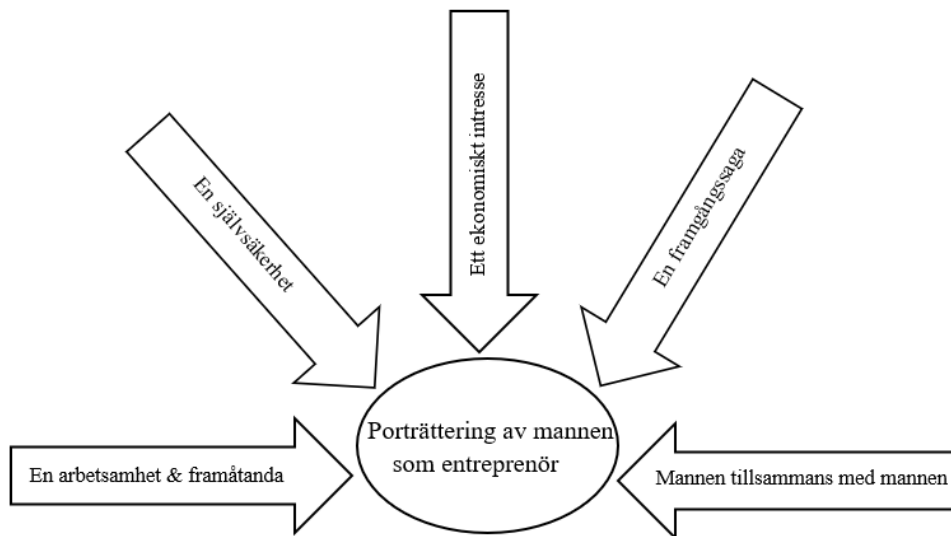 En självsäkerhet
Ett ekonomiskt intresse
En framgångssaga
Porträttering av mannen
som entreprenör
En arbetsamhet & framåtanda
Mannen tillsammans med mannen